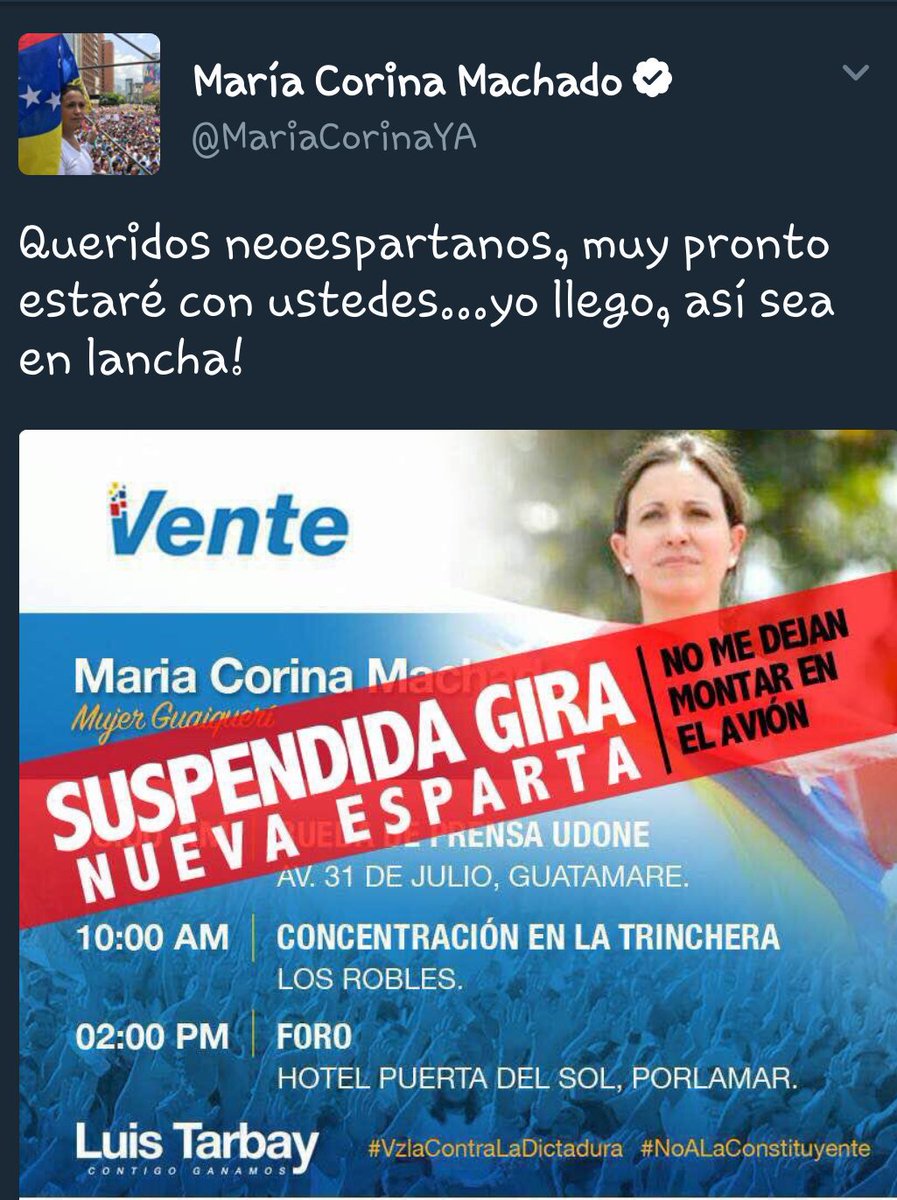 María Corina Machado
@MariaCorinaYA
Queridos neoespartanos, muy pronto
estaré con ustedes...yo llego, así sea
en lancha!
Vente
Maria Corina Machado
Mujer Guaiquerí
SUSPENDIDA GIRA
NUEVA ESPARTA
NO ME DEJAN
MONTAR EN
EL AVIÓN
RUEDA DE PRENSA UDONE
AV. 31 DE JULIO, GUATAMARE.
10:00 AM
CONCENTRACIÓN EN LA TRINCHERA
LOS ROBLES.
02:00 PM
FORO
HOTEL PUERTA DEL SOL, PORLAMAR.
Luis Tarbay
CONTIGO GANAMOS
#VzlaContraLaDictadura #NoALaConstituyente